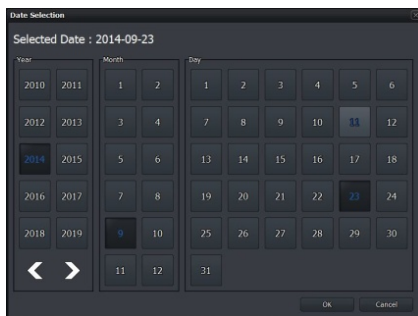 Date Selection
Selected Date : 2014-09-23
Year Month Day
2010 2011 1 2 1 2 3 4 5 6
2012 2013 3 4 7 8 9 10 11 12
2014 2015 5 6 13 14 15 16 17 18
2016 2017 7 8 19 20 21 22 23 24
2018 2019 9 10 25 26 27 28 29 30
11 12 31
OK Cancel